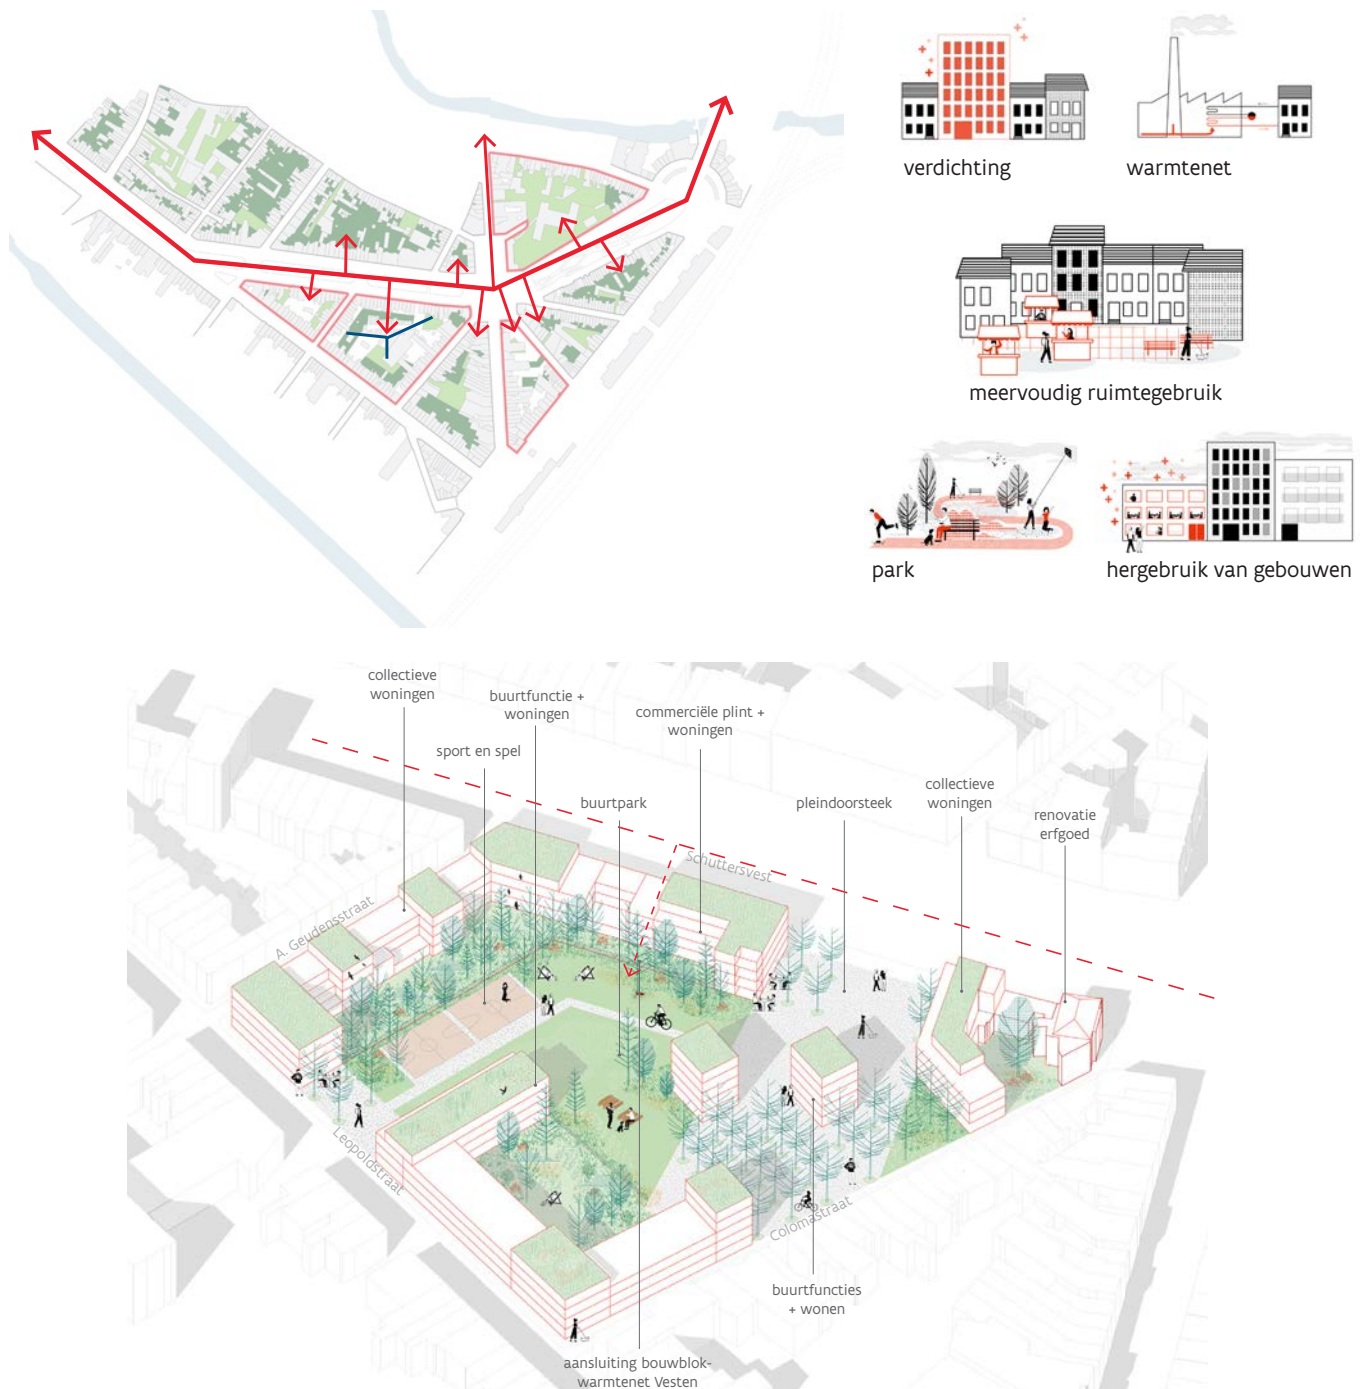 verdichting
warmtenet
meervoudig ruimtegebruik
park
hergebruik van gebouwen
collectieve
woningen
buurtfunctie +
woningen
commerciële plint +
woningen
sport en spel
buurtpark
pleindoorsteek
collectieve
woningen
renovatie
erfgoed
Schuttersvest
A. Geudensstraat
Leopoldstraat
Colomastraat
buurtfuncties
+ wonen
aansluiting bouwblok-
warmtenet Vesten